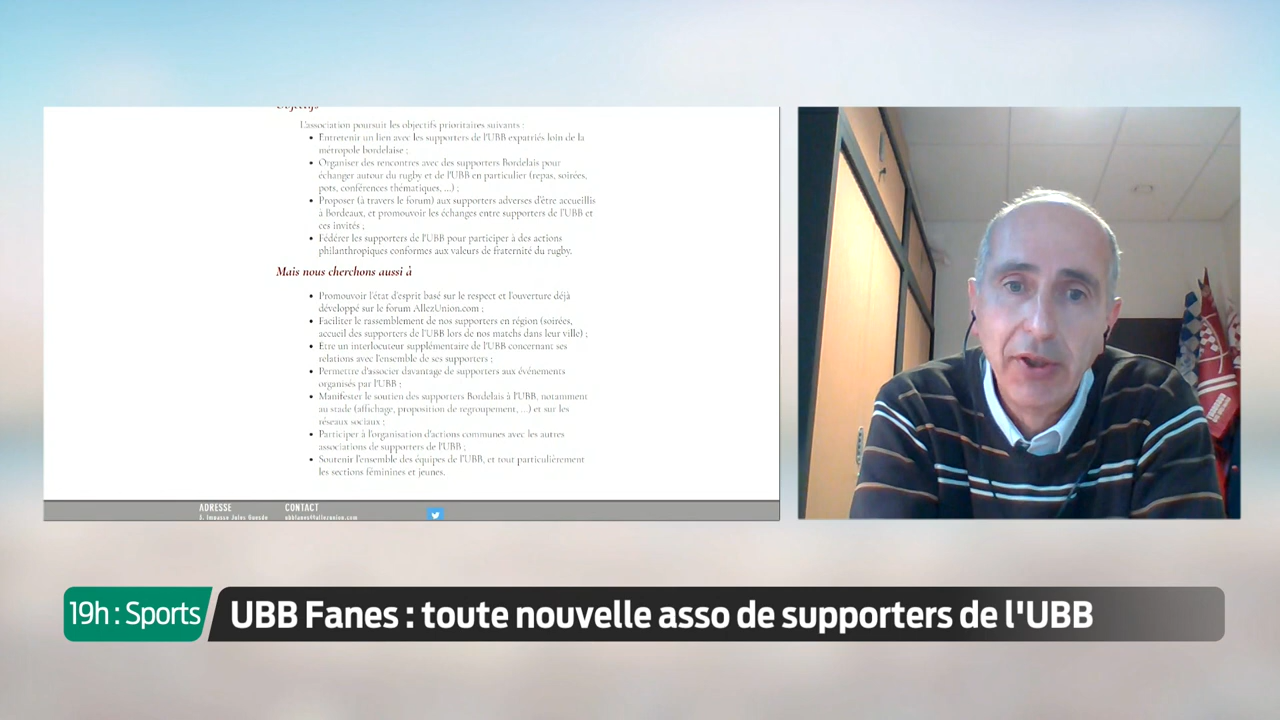 Objectifs
L'association poursuit les objectifs prioritaires suivants :
• Entretenir un lien avec les supporters de l'UBB expatriés loin de la
métropole bordelaise ;
• Organiser des rencontres avec des supporters Bordelais pour
échanger autour du rugby et de l'UBB en particulier (repas, soirées,
pots, conférences thématiques, ...) ;
• Proposer (à travers le forum) aux supporters adverses d'être accueillis
à Bordeaux, et promouvoir les échanges entre supporters de l'UBB et
ces invités ;
• Fédérer les supporters de l'UBB pour participer à des actions
philanthropiques conformes aux valeurs de fraternité du rugby.
Mais nous cherchons aussi à
• Promouvoir l'état d'esprit basé sur le respect et l'ouverture déjà
développé sur le forum AllezUnion.com ;
• Faciliter le rassemblement de nos supporters en région (soirées,
accueil des supporters de l'UBB lors de nos matchs dans leur ville) ;
• Être un interlocuteur supplémentaire de l'UBB concernant ses
relations avec l'ensemble de ses supporters ;
• Permettre d'associer davantage de supporters aux événements
organisés par l'UBB ;
• Manifester le soutien des supporters Bordelais à l'UBB, notamment
au stade (affichage, proposition de regroupement, ...) et sur les
réseaux sociaux ;
• Participer à l'organisation d'actions communes avec les autres
associations de supporters de l'UBB ;
• Soutenir l'ensemble des équipes de l'UBB, et tout particulièrement
les sections féminines et jeunes.
ADRESSE CONTACT
3, Impasse Jules Guesde ubbfanes@allezunion.com
19h : Sports UBB Fanes : toute nouvelle asso de supporters de l'UBB